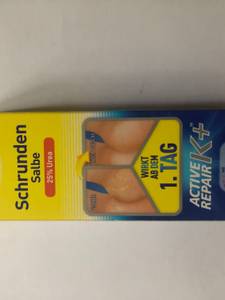 Schrunden
Salbe
25% Urea
WIRKT
AB DEM
1. TAG
ACTIVE
REPAIR K+